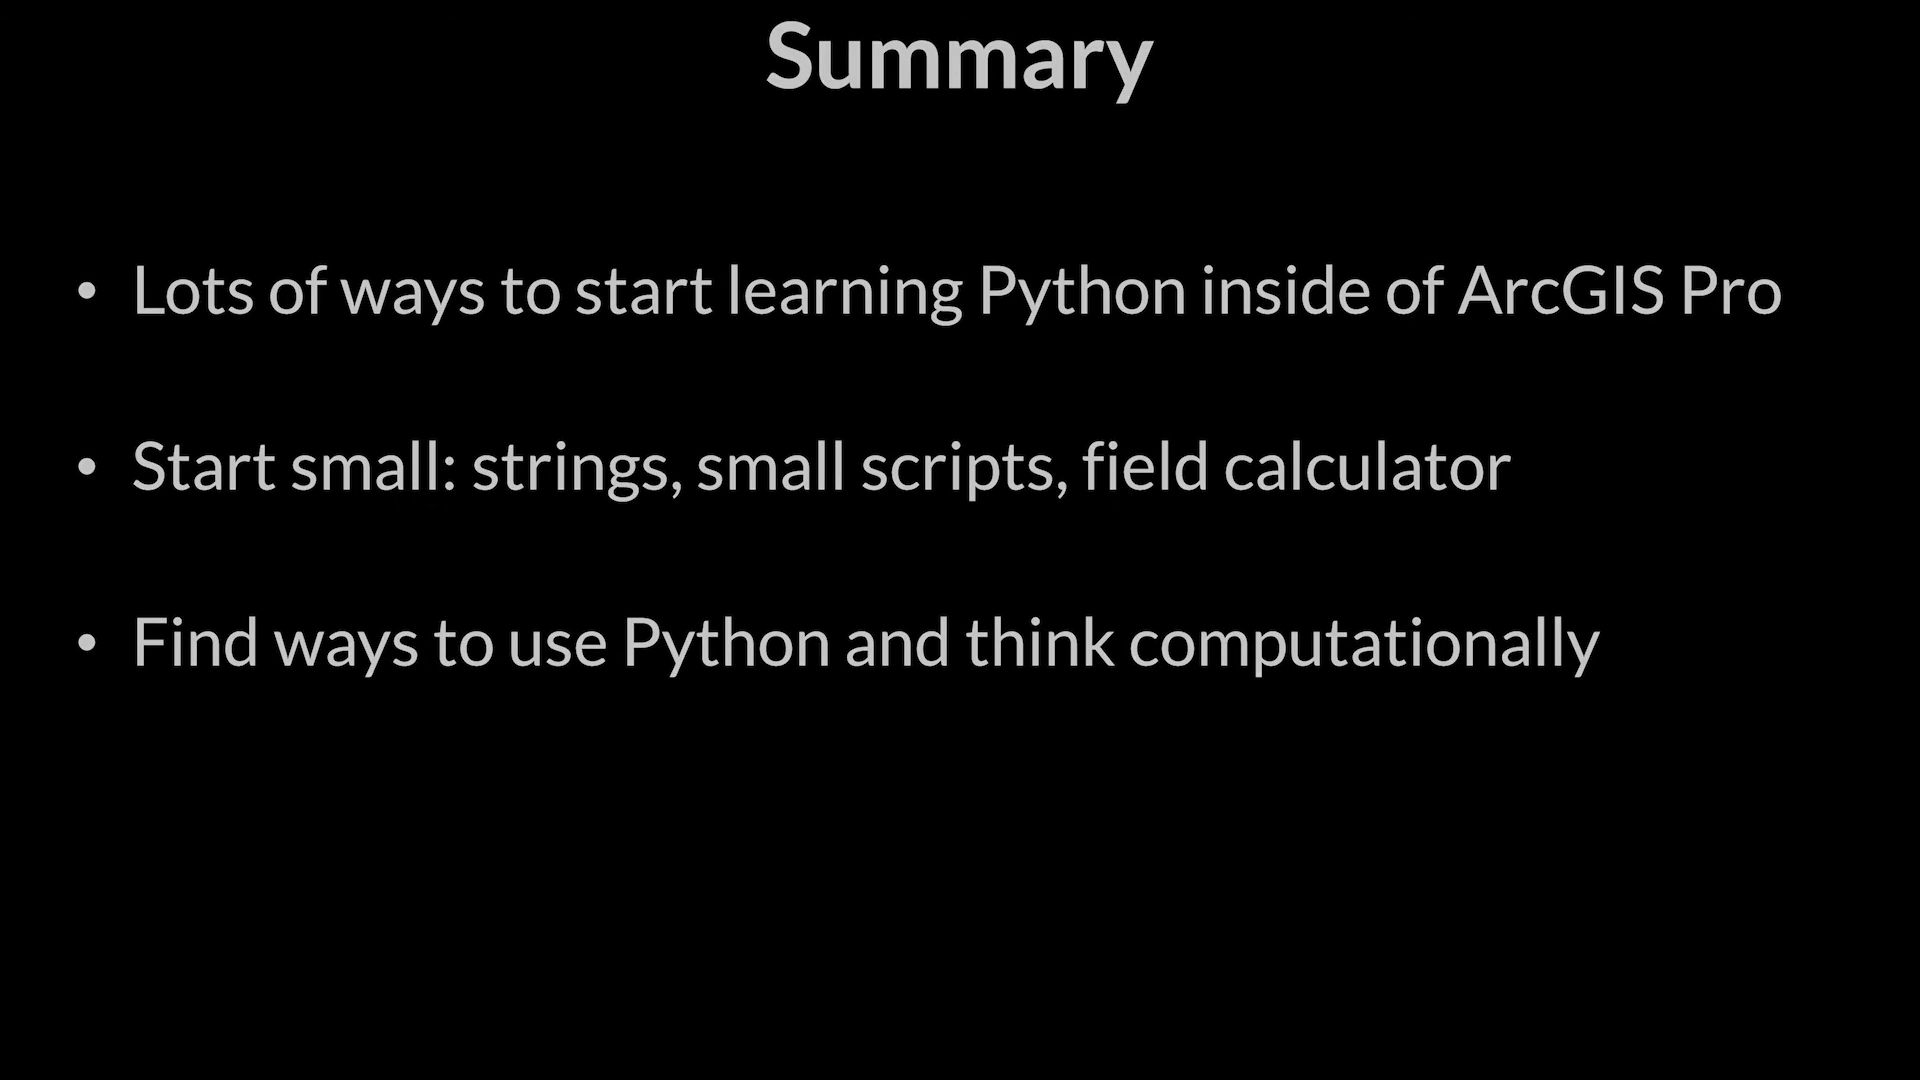 Summary
• Lots of ways to start learning Python inside of ArcGIS Pro
• Start small: strings, small scripts, field calculator
• Find ways to use Python and think computationally